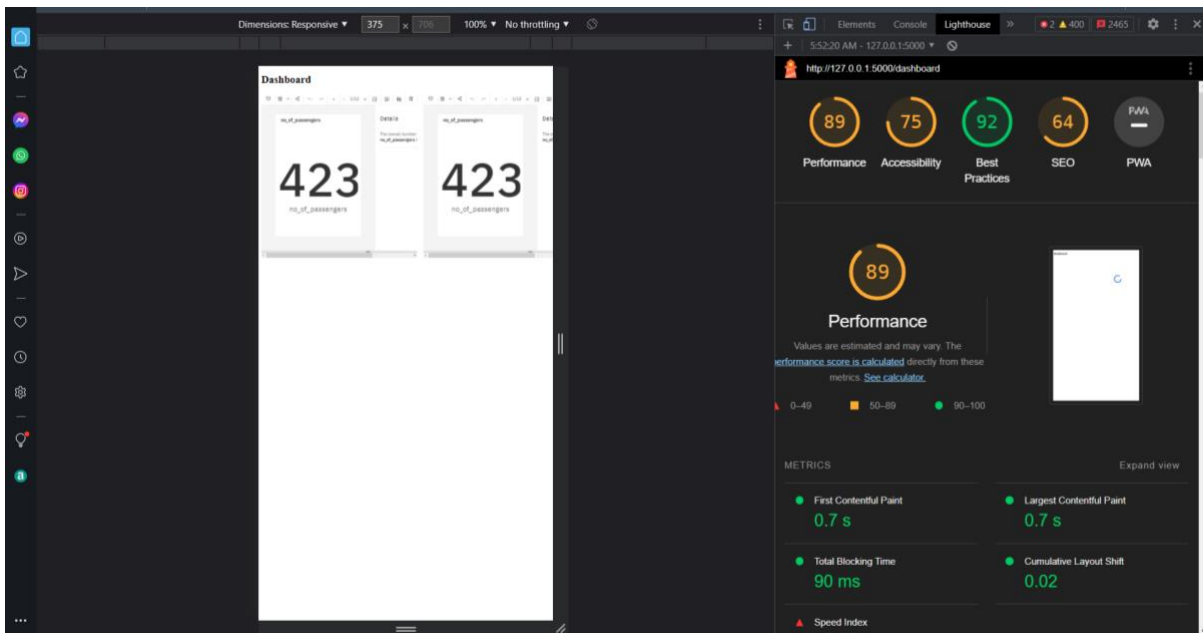 Dimensions: Responsive ▼ 375 × 706 100% ▼ No throttling ▼
Elements Console Lighthouse » 2 400 2465
+ 5:52:20 AM - 127.0.0.1:5000 ▼
http://127.0.0.1:5000/dashboard
Dashboard
1/13 1/13
no_of_passengers Details no_of_passengers
no_of_passengers
423 423
no_of_passengers no_of_passengers
89 75 92 64 PWA
Performance Accessibility Best Practices SEO PWA
89
Performance
Values are estimated and may vary. The
erformance score is calculated directly from these
metrics. See calculator.
0–49 50–89 90–100
METRICS Expand view
First Contentful Paint Largest Contentful Paint
0.7 s 0.7 s
Total Blocking Time Cumulative Layout Shift
90 ms 0.02
Speed Index